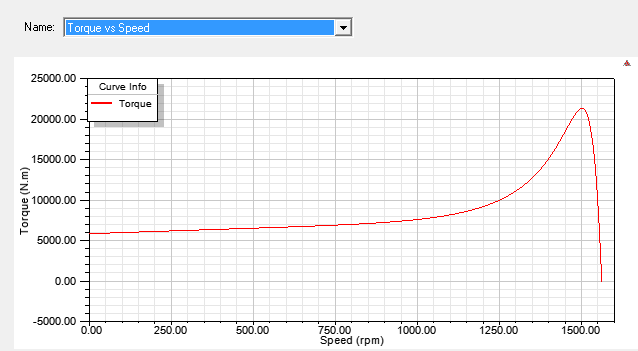 Name: Torque vs Speed
25000.00
Curve Info
Torque
20000.00
15000.00
10000.00
5000.00
0.00
-5000.00
Torque (N.m)
0.00 250.00 500.00 750.00 1000.00 1250.00 1500.00
Speed (rpm)